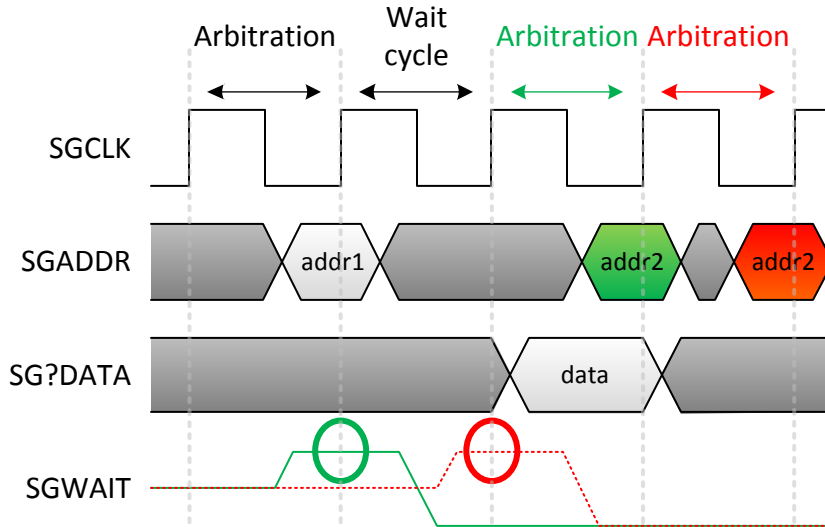 Arbitration
Wait
cycle
Arbitration
Arbitration
SGCLK
SGADDR
addr1
addr2
addr2
SG?DATA
data
SGWAIT